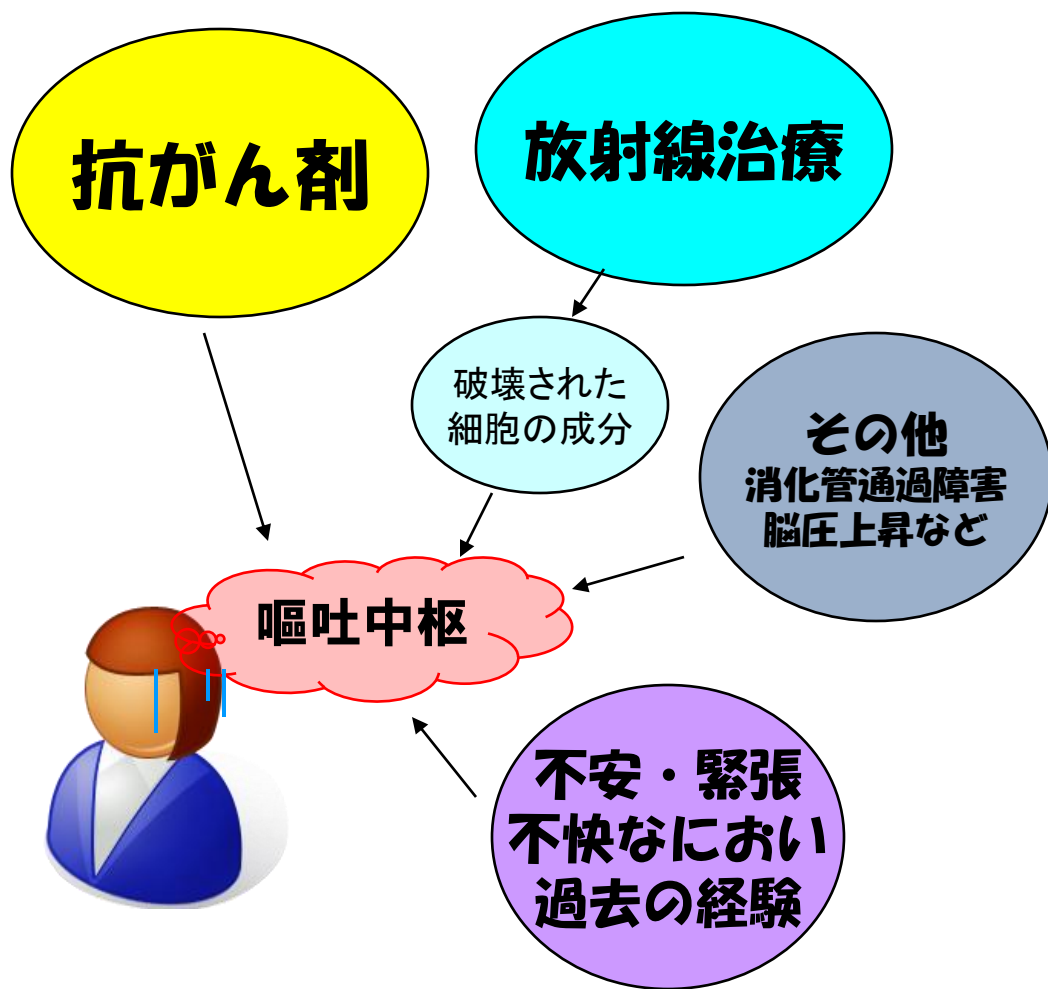 抗がん剤
放射線治療
破壊された
細胞の成分
その他
消化管通過障害
脳圧上昇など
嘔吐中枢
不安・緊張
不快なにおい
過去の経験